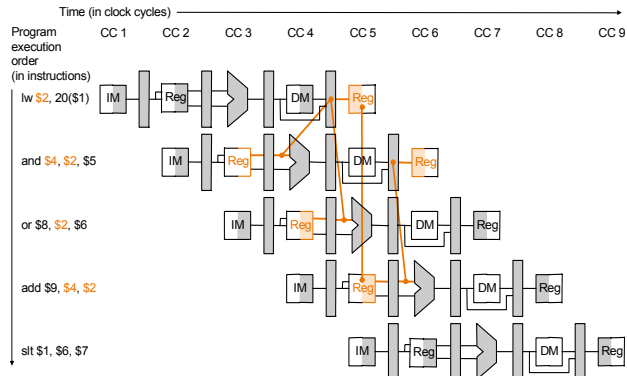 Time (in clock cycles)
Program
execution
order
(in instructions)
CC 1 CC 2 CC 3 CC 4 CC 5 CC 6 CC 7 CC 8 CC 9
lw $2, 20($1) IM Reg DM Reg
and $4, $2, $5 IM Reg DM Reg
or $8, $2, $6 IM Reg DM Reg
add $9, $4, $2 IM Reg DM Reg
slt $1, $6, $7 IM Reg DM Reg